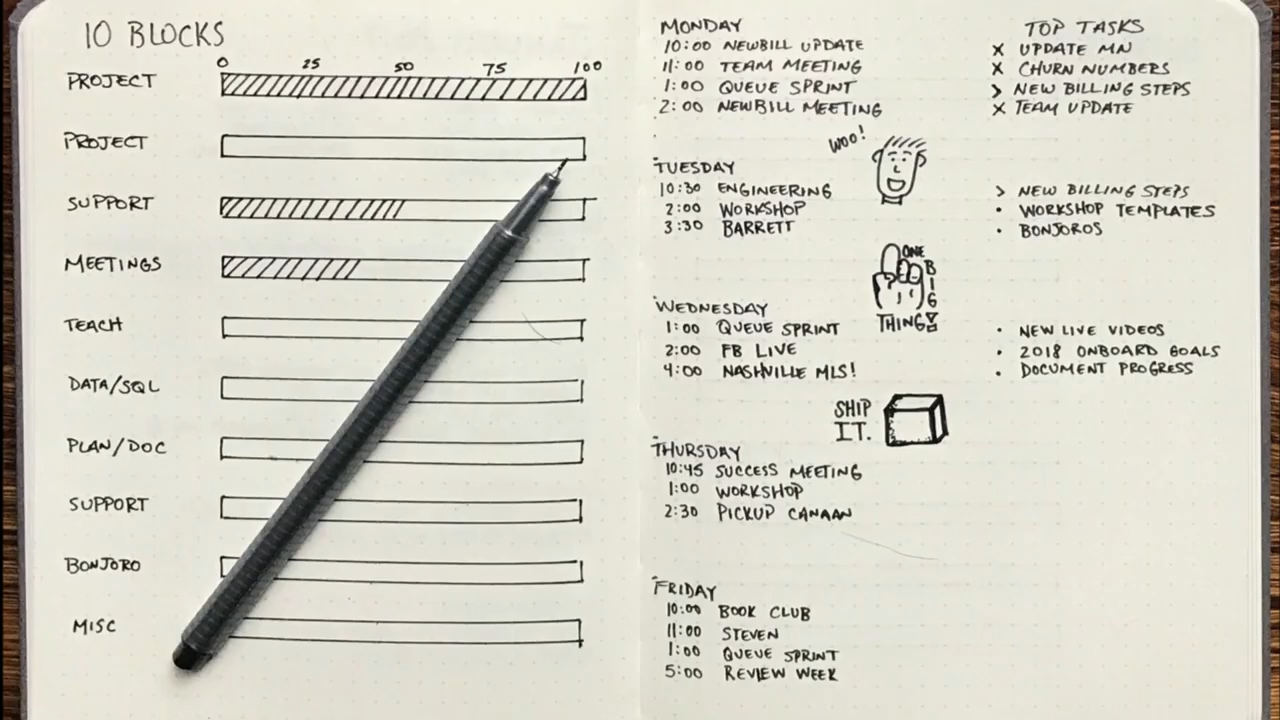 10 BLOCKS
0 25 50 75 100
PROJECT
PROJECT
SUPPORT
MEETINGS
TEACH
DATA/SQL
PLAN/DOC
SUPPORT
BONJORO
MISC
MONDAY
10:00 NEWBILL UPDATE
11:00 TEAM MEETING
1:00 QUEUE SPRINT
2:00 NEWBILL MEETING
TOP TASKS
X UPDATE MN
X CHURN NUMBERS
> NEW BILLING STEPS
X TEAM UPDATE
WOO!
TUESDAY
10:30 ENGINEERING
2:00 WORKSHOP
3:30 BARRETT
> NEW BILLING STEPS
• WORKSHOP TEMPLATES
• BONJOROS
ONE
BIG
THING!
WEDNESDAY
1:00 QUEUE SPRINT
2:00 FB LIVE
4:00 NASHVILLE MLS!
• NEW LIVE VIDEOS
• 2018 ONBOARD GOALS
• DOCUMENT PROGRESS
SHIP
IT.
THURSDAY
10:45 SUCCESS MEETING
1:00 WORKSHOP
2:30 PICKUP CANAAN
FRIDAY
10:00 BOOK CLUB
11:00 STEVEN
1:00 QUEUE SPRINT
5:00 REVIEW WEEK